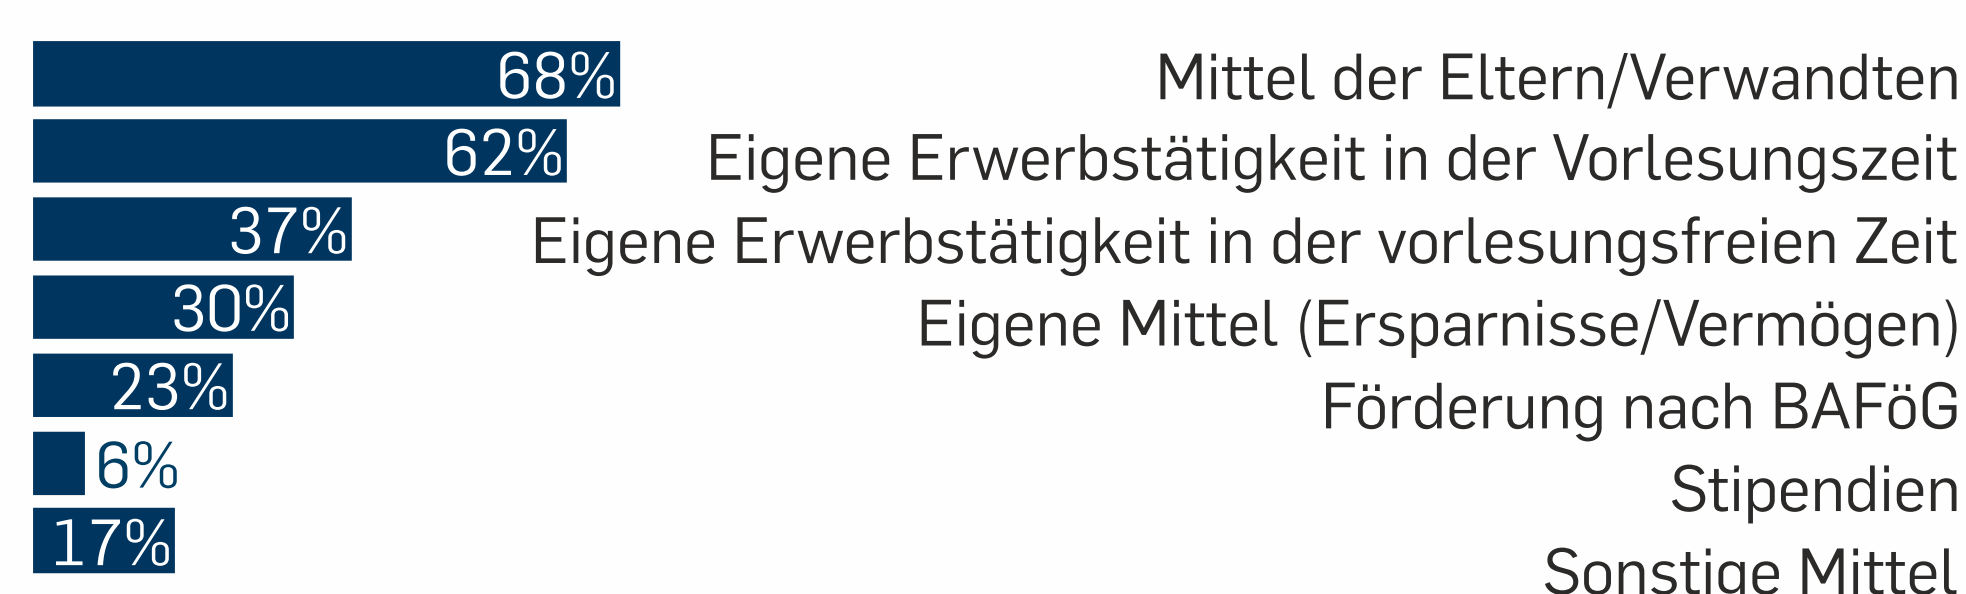 68% Mittel der Eltern/Verwandten
62% Eigene Erwerbstätigkeit in der Vorlesungszeit
37% Eigene Erwerbstätigkeit in der vorlesungsfreien Zeit
30% Eigene Mittel (Ersparnisse/Vermögen)
23% Förderung nach BAFöG
6% Stipendien
17% Sonstige Mittel